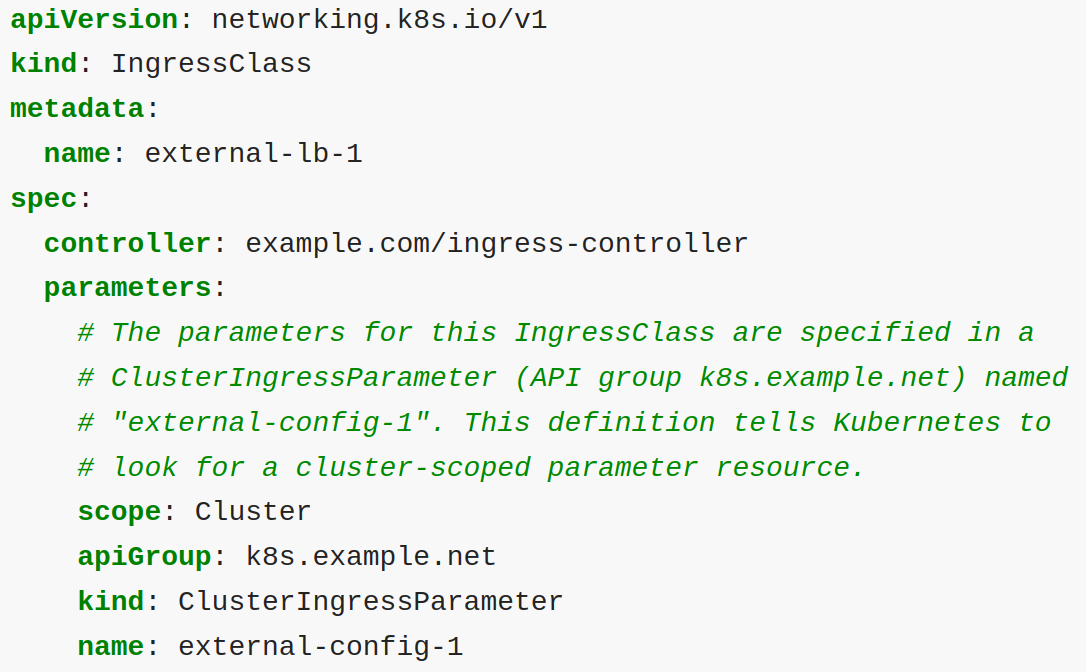 apiVersion: networking.k8s.io/v1
kind: IngressClass
metadata:
  name: external-lb-1
spec:
  controller: example.com/ingress-controller
  parameters:
    # The parameters for this IngressClass are specified in a
    # ClusterIngressParameter (API group k8s.example.net) named
    # "external-config-1". This definition tells Kubernetes to
    # look for a cluster-scoped parameter resource.
    scope: Cluster
    apiGroup: k8s.example.net
    kind: ClusterIngressParameter
    name: external-config-1